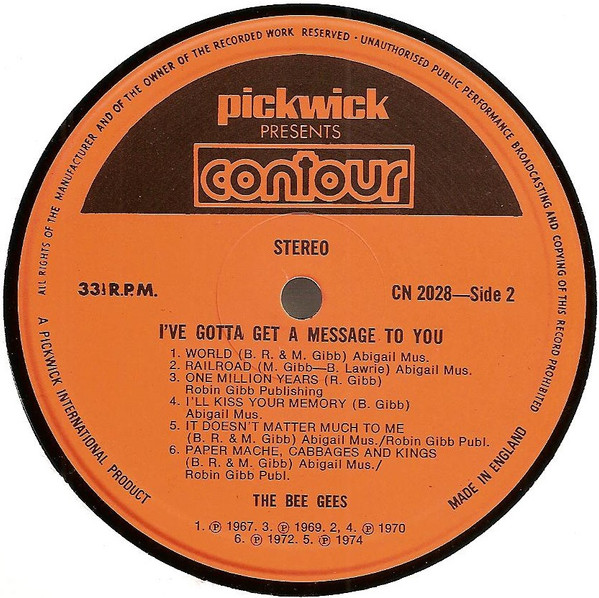 ALL RIGHTS OF THE MANUFACTURER AND OF THE OWNER OF THE RECORDED WORK RESERVED - UNAUTHORISED PUBLIC PERFORMANCE BROADCASTING AND COPYING OF THIS RECORD PROHIBITED
pickwick
PRESENTS
contour
STEREO
33⅓ R.P.M.
CN 2028—Side 2
I'VE GOTTA GET A MESSAGE TO YOU
1. WORLD (B. R. & M. Gibb) Abigail Mus.
2. RAILROAD (M. Gibb—B. Lawrie) Abigail Mus.
3. ONE MILLION YEARS (R. Gibb)
Robin Gibb Publishing
4. I'LL KISS YOUR MEMORY (B. Gibb)
Abigail Mus.
5. IT DOESN'T MATTER MUCH TO ME
(B. R. & M. Gibb) Abigail Mus./Robin Gibb Publ.
6. PAPER MACHE, CABBAGES AND KINGS
(B. R. & M. Gibb) Abigail Mus./
Robin Gibb Publ.
THE BEE GEES
1. ℗ 1967. 3. ℗ 1969. 2, 4. ℗ 1970
6. ℗ 1972. 5. ℗ 1974
A PICKWICK INTERNATIONAL PRODUCT
MADE IN ENGLAND